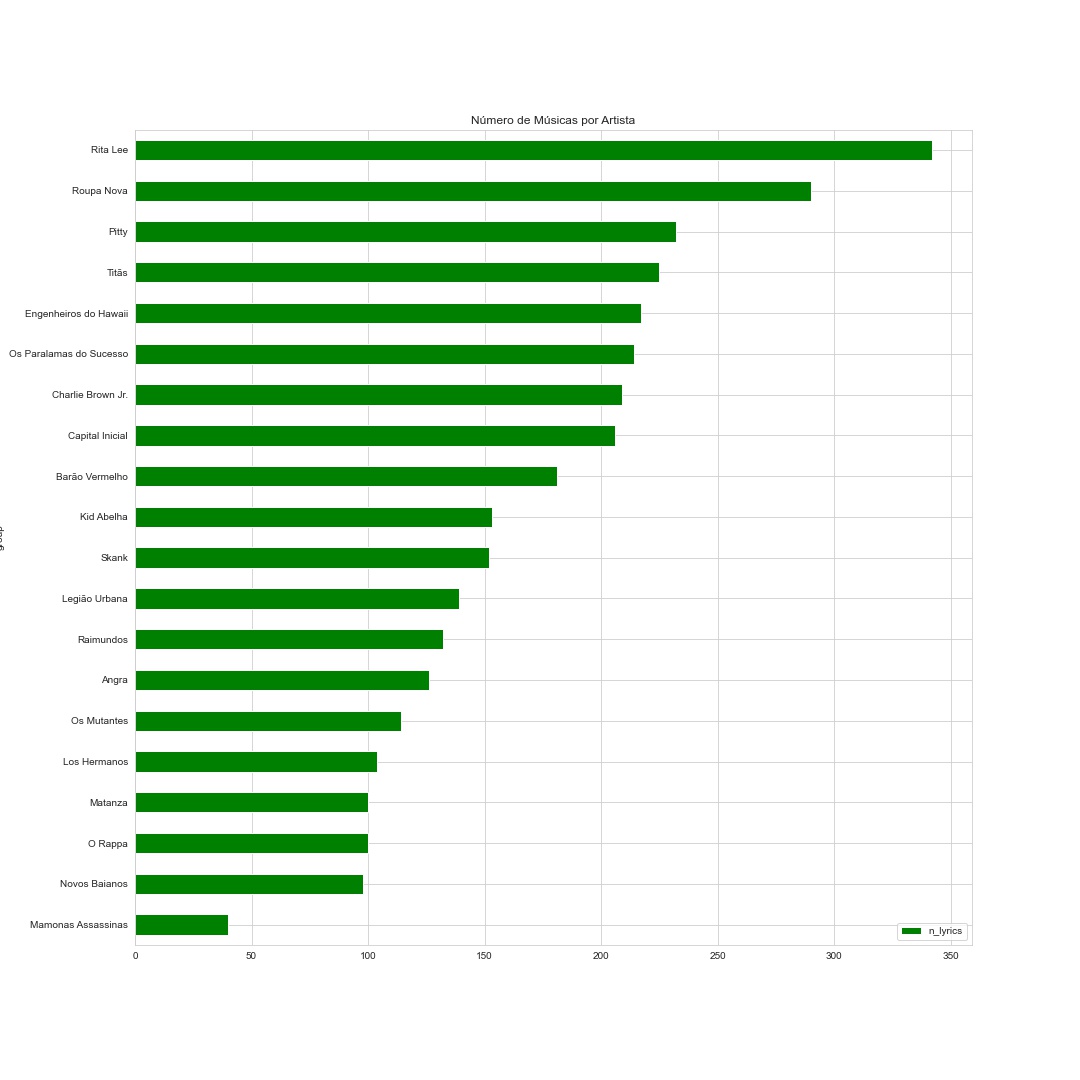 Número de Músicas por Artista
Rita Lee
Roupa Nova
Pitty
Titãs
Engenheiros do Hawaii
Os Paralamas do Sucesso
Charlie Brown Jr.
Capital Inicial
Barão Vermelho
Kid Abelha
Skank
Legião Urbana
Raimundos
Angra
Os Mutantes
Los Hermanos
Matanza
O Rappa
Novos Baianos
Mamonas Assassinas
n_lyrics
0 50 100 150 200 250 300 350